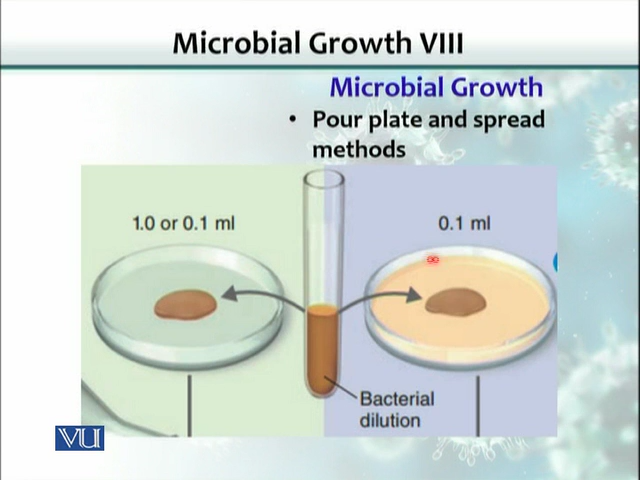 Microbial Growth VIII
Microbial Growth
• Pour plate and spread
methods
1.0 or 0.1 ml
0.1 ml
Bacterial
dilution
VU